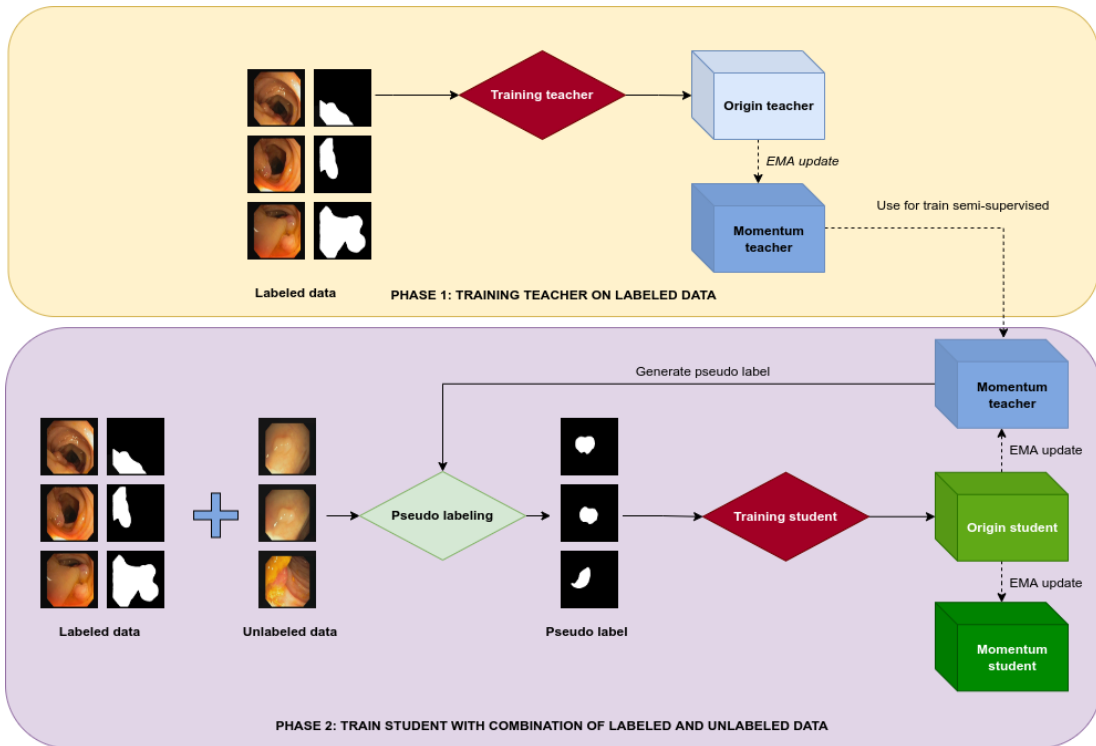 Training teacher
Origin teacher
EMA update
Momentum
teacher
Use for train semi-supervised
Labeled data
PHASE 1: TRAINING TEACHER ON LABELED DATA
Momentum
teacher
Generate pseudo label
EMA update
Pseudo labeling
Training student
Origin student
EMA update
Momentum
student
Labeled data
Unlabeled data
Pseudo label
PHASE 2: TRAIN STUDENT WITH COMBINATION OF LABELED AND UNLABELED DATA